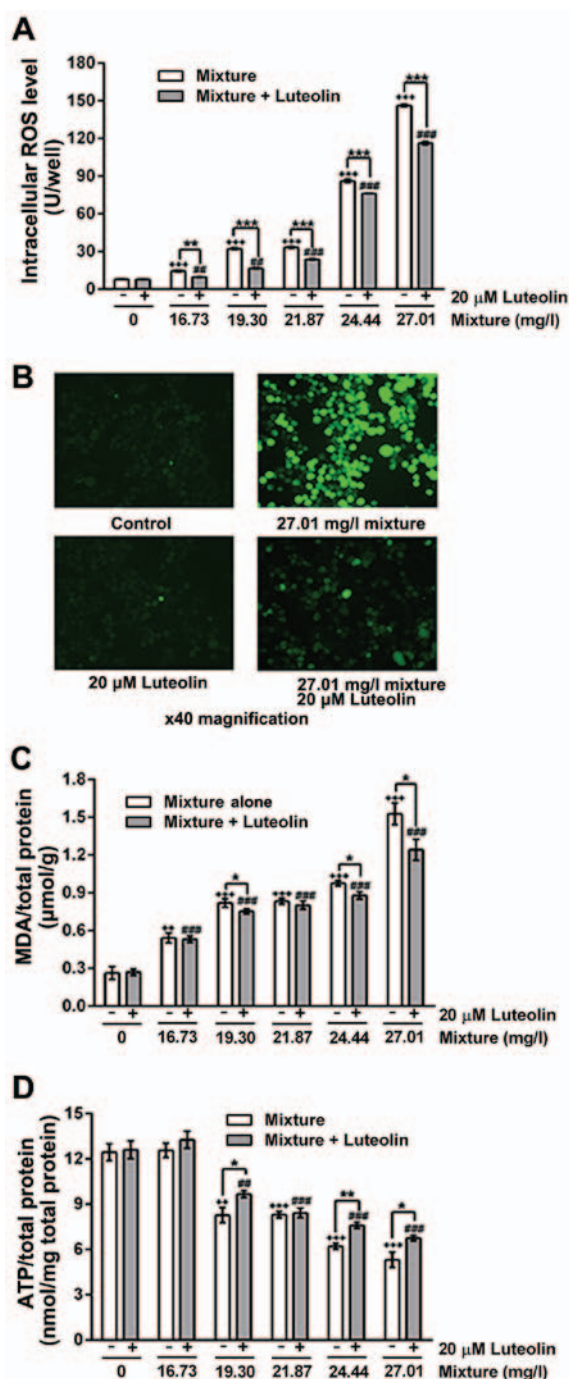 A
Intracellular ROS level
(U/well)
180
150
120
90
60
30
0
Mixture
Mixture + Luteolin
+++ ** ## +++ *** ## +++ *** ### +++ *** ### +++ *** ###
- + - + - + - + - + - + 20 μM Luteolin
0 16.73 19.30 21.87 24.44 27.01 Mixture (mg/l)
B
Control
27.01 mg/l mixture
20 μM Luteolin
27.01 mg/l mixture
20 μM Luteolin
x40 magnification
C
MDA/total protein
(μmol/g)
1.8
1.5
1.2
0.9
0.6
0.3
0.0
Mixture alone
Mixture + Luteolin
++ ### +++ * ### +++ ### +++ * ### +++ * ###
- + - + - + - + - + - + 20 μM Luteolin
0 16.73 19.30 21.87 24.44 27.01 Mixture (mg/l)
D
ATP/total protein
(nmol/mg total protein)
15
12
9
6
3
0
Mixture
Mixture + Luteolin
++ * ## +++ ### +++ ** ### +++ * ###
- + - + - + - + - + - + 20 μM Luteolin
0 16.73 19.30 21.87 24.44 27.01 Mixture (mg/l)